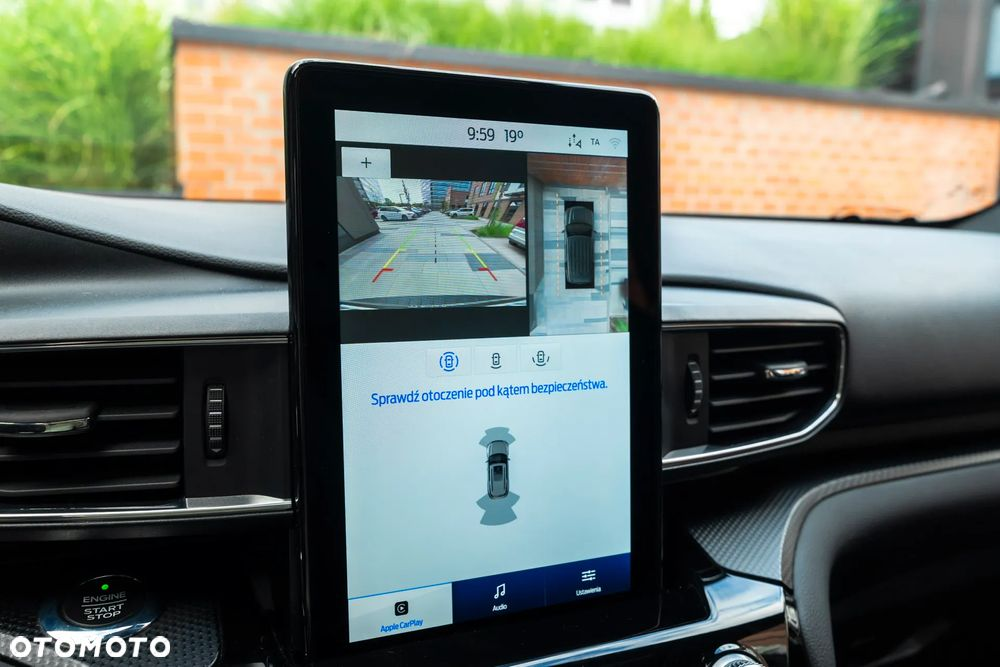 9:59 19°
TA
+
Sprawdź otoczenie pod kątem bezpieczeństwa.
Apple CarPlay
Audio
Ustawienia
ENGINE
START
STOP
OTOMOTO